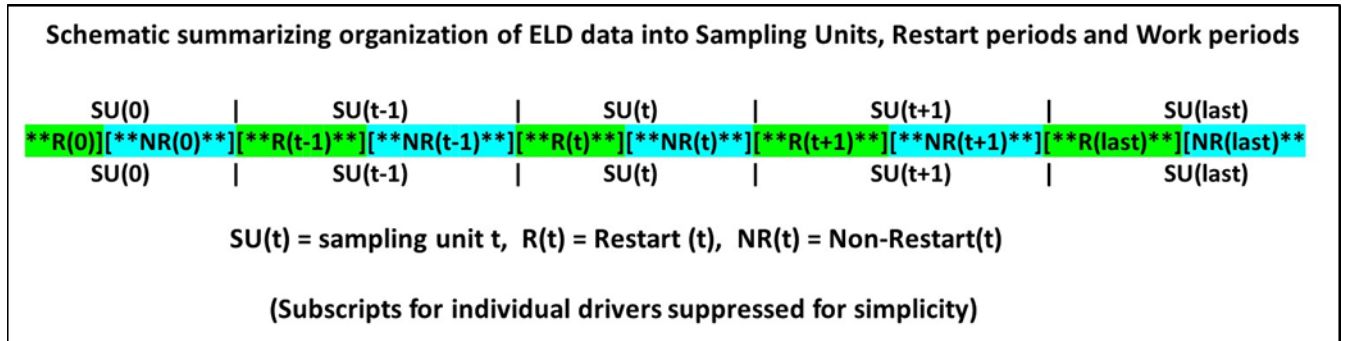 Schematic summarizing organization of ELD data into Sampling Units, Restart periods and Work periods
SU(0) | SU(t-1) | SU(t) | SU(t+1) | SU(last)
**R(0)][**NR(0)**][**R(t-1)**][**NR(t-1)**][**R(t)**][**NR(t)**][**R(t+1)**][**NR(t+1)**][**R(last)**][NR(last)**
SU(0) | SU(t-1) | SU(t) | SU(t+1) | SU(last)
SU(t) = sampling unit t, R(t) = Restart (t), NR(t) = Non-Restart(t)
(Subscripts for individual drivers suppressed for simplicity)